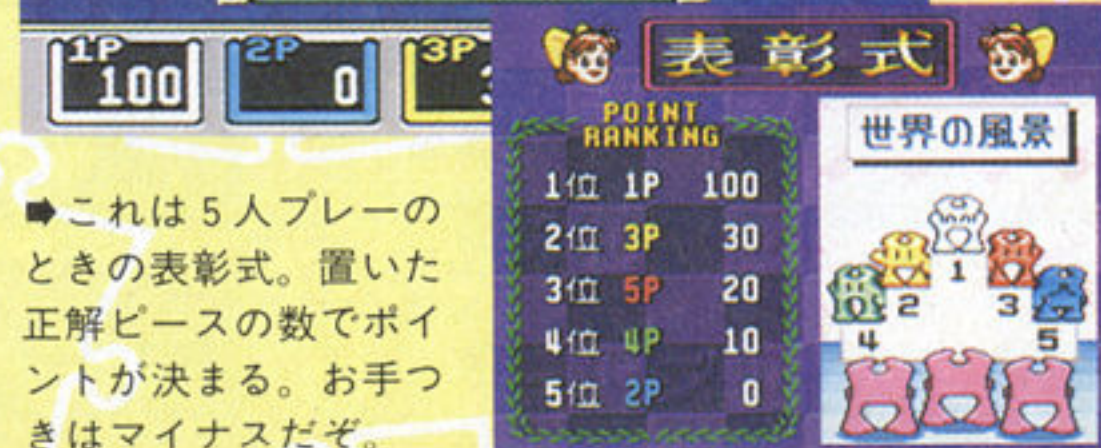 1P
100
2P
0
3P
➡これは5人プレーの
ときの表彰式。置いた
正解ピースの数でポイ
ントが決まる。お手つ
きはマイナスだぞ。
表彰式
POINT
RANKING
1位 1P 100
2位 3P 30
3位 5P 20
4位 4P 10
5位 2P 0
世界の風景
1
2 3
4 5